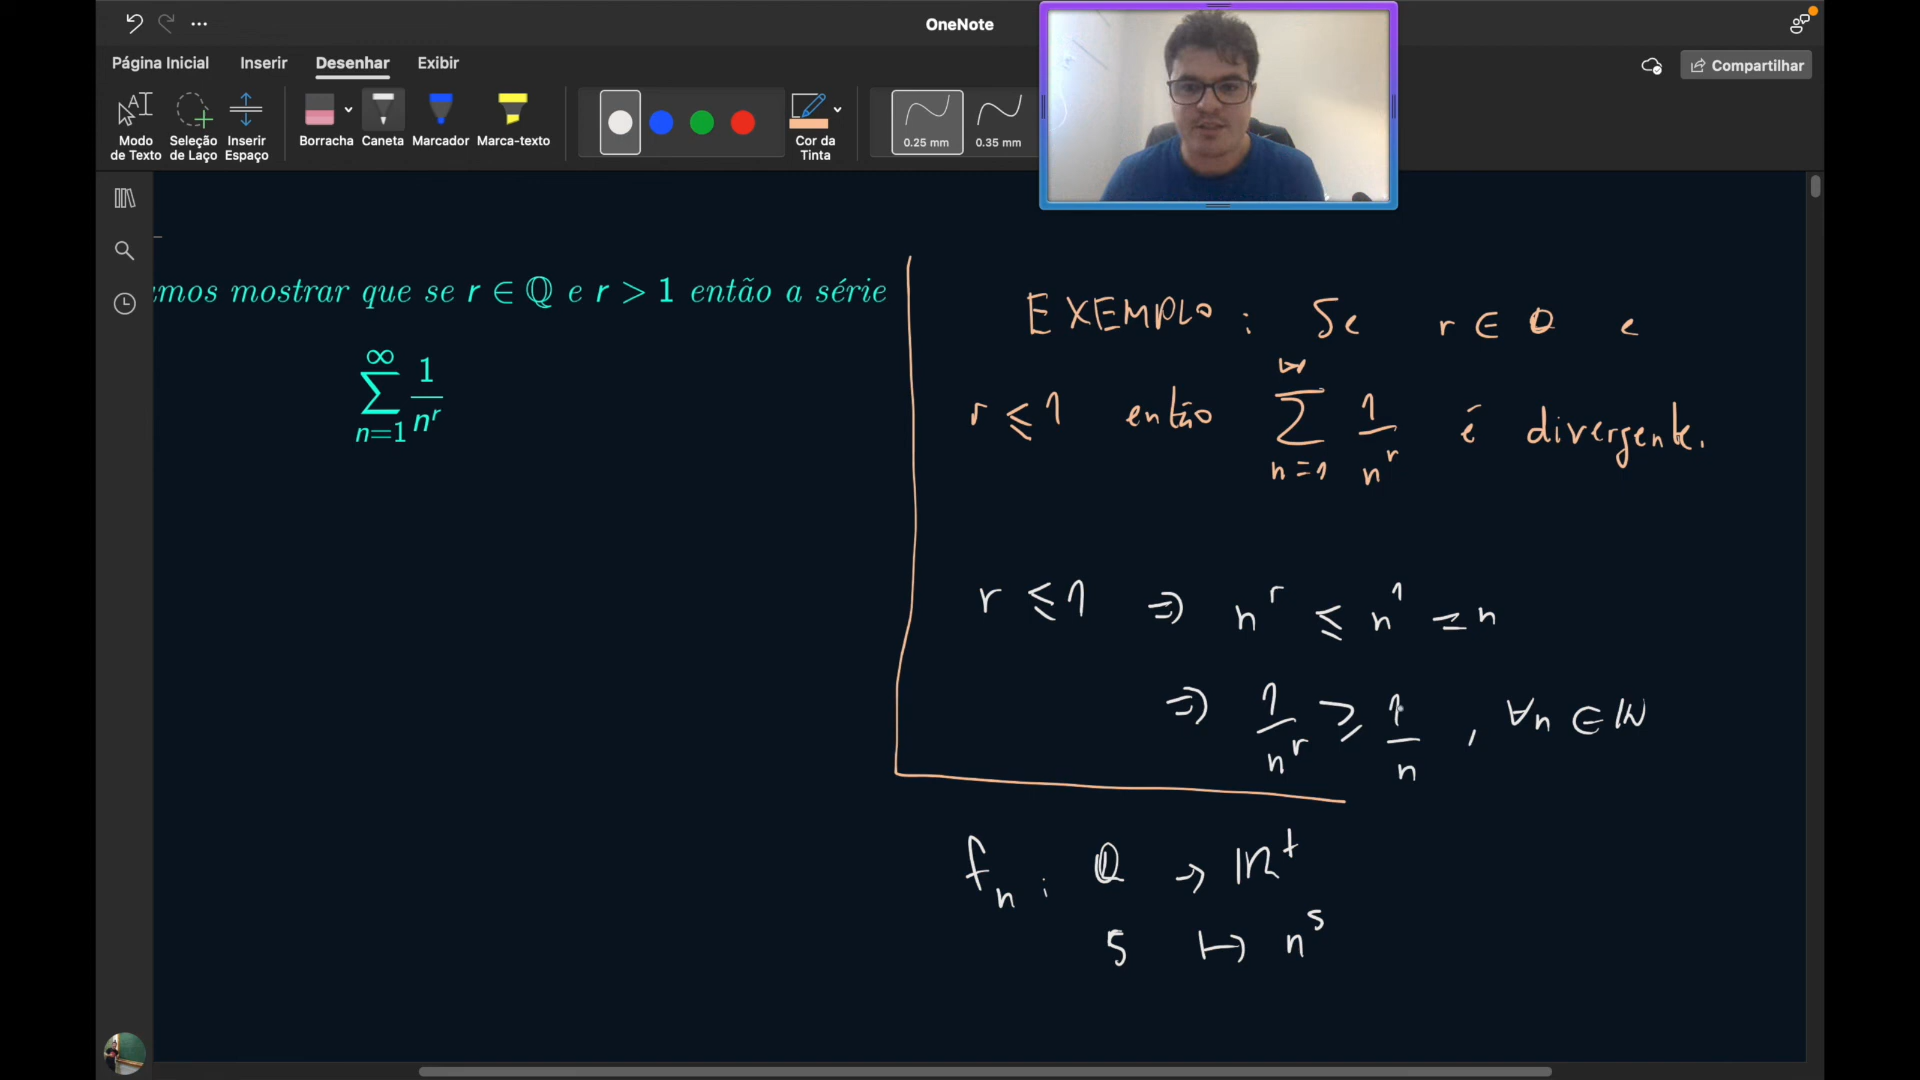 OneNote
Página Inicial Inserir Desenhar Exibir
Compartilhar
Modo de Texto
Seleção de Laço
Inserir Espaço
Borracha
Caneta
Marcador
Marca-texto
Cor da Tinta
0.25 mm
0.35 mm
mos mostrar que se r ∈ ℚ e r > 1 então a série
∑_{n=1}^{∞} 1/n^r
EXEMPLO: Se r ∈ ℚ e
r ≤ 1 então ∑_{n=1}^{∞} 1/n^r é divergente.
r ≤ 1 ⇒ n^r ≤ n^1 = n
⇒ 1/n^r ≥ 1/n , ∀n ∈ ℕ
f_n : ℚ → ℝ^+
s ↦ n^s